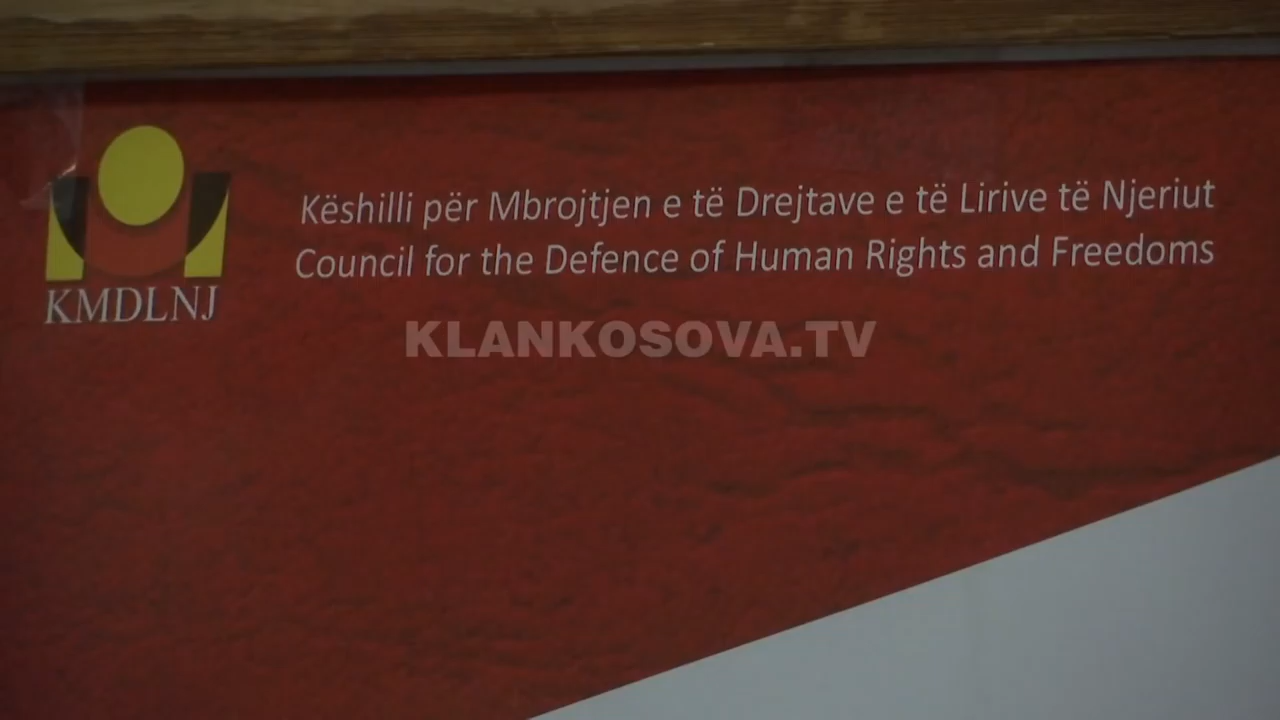 Këshilli për Mbrojtjen e të Drejtave e të Lirive të Njeriut
Council for the Defence of Human Rights and Freedoms
KMDLNJ
KLANKOSOVA.TV